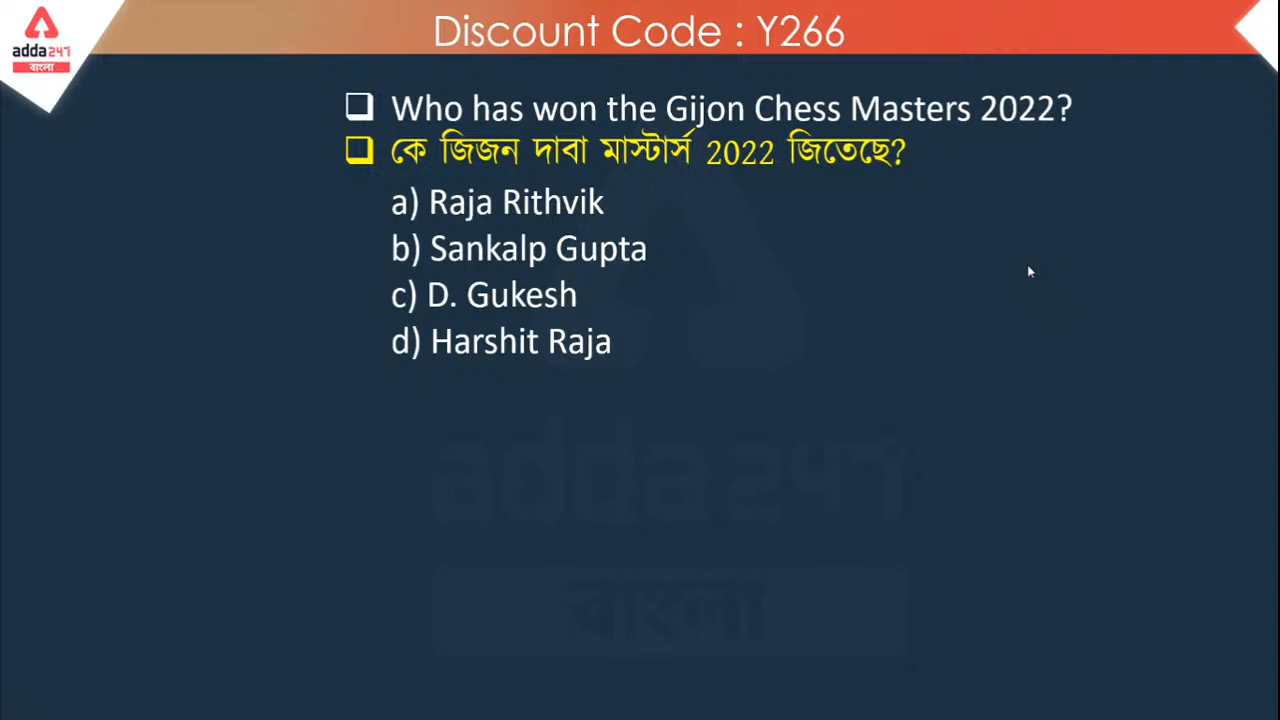 Discount Code : Y266
adda247
বাংলা
Who has won the Gijon Chess Masters 2022?
কে জিজন দাবা মাস্টার্স 2022 জিতেছে?
a) Raja Rithvik
b) Sankalp Gupta
c) D. Gukesh
d) Harshit Raja
adda247
বাংলা